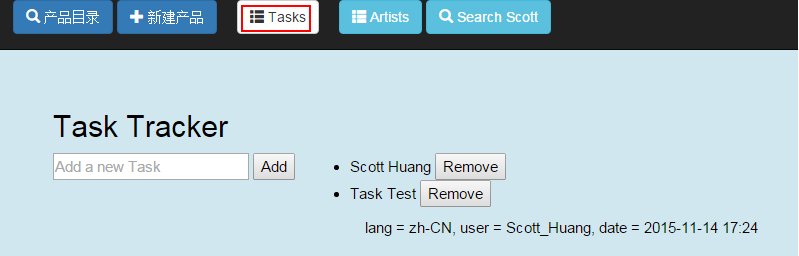 产品目录 新建产品 Tasks Artists Search Scott
Task Tracker
Add a new Task Add
Scott Huang Remove
Task Test Remove
lang = zh-CN, user = Scott_Huang, date = 2015-11-14 17:24